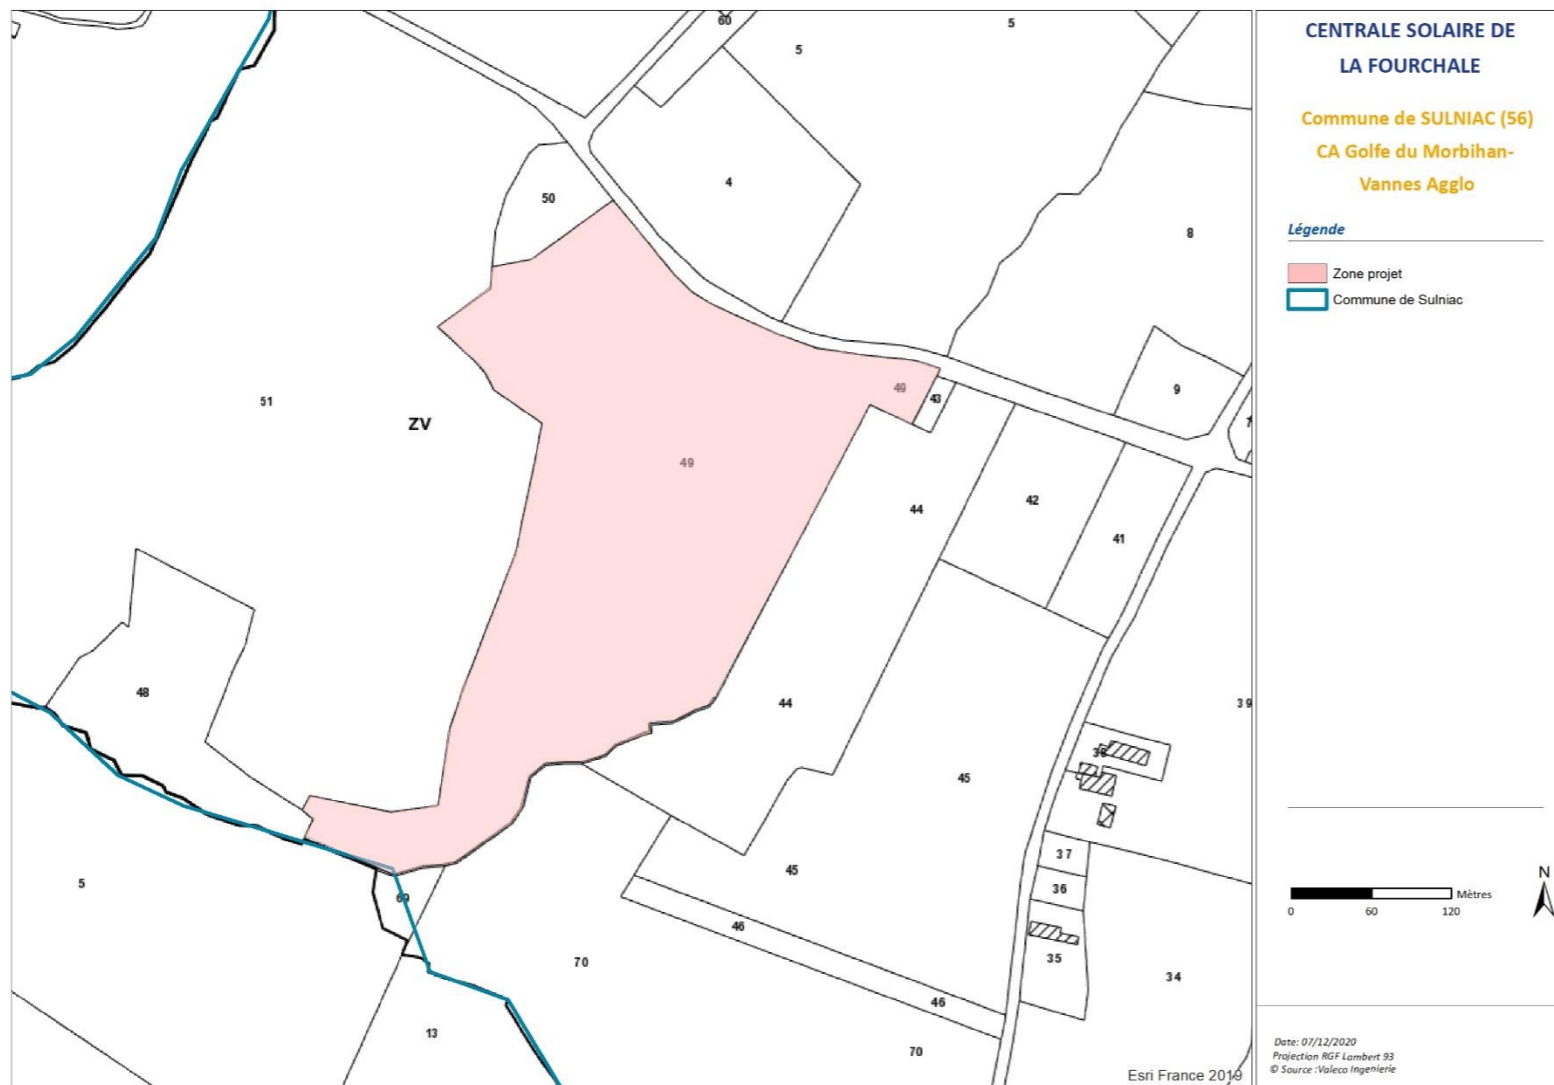 60
5
5
4
50
8
9
51
ZV
49
49
43
44
42
41
48
44
39
38
45
37
36
45
5
69
46
35
70
34
46
13
70
Esri France 2019
CENTRALE SOLAIRE DE
LA FOURCHALE
Commune de SULNIAC (56)
CA Golfe du Morbihan-
Vannes Agglo
Légende
Zone projet
Commune de Sulniac
N
Mètres
0 60 120
Date: 07/12/2020
Projection RGF Lambert 93
© Source :Valeco Ingenierie